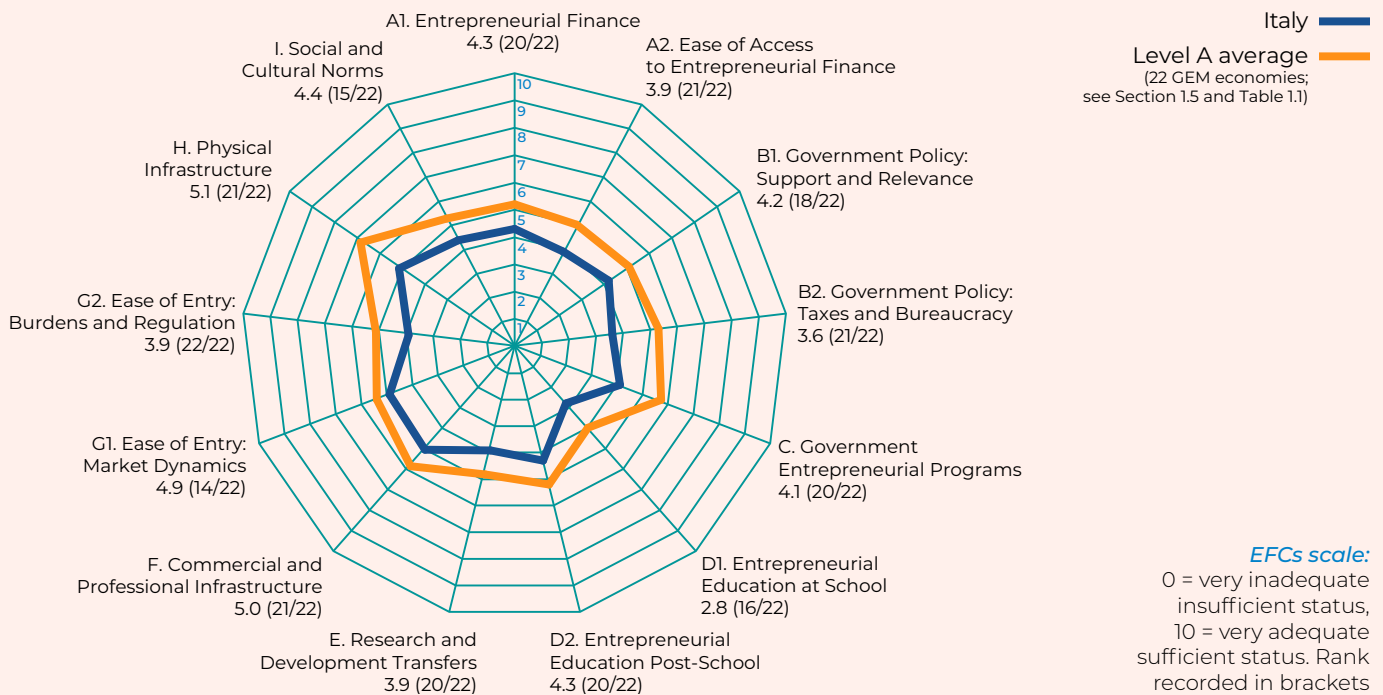 A1. Entrepreneurial Finance
4.3 (20/22)
A2. Ease of Access
to Entrepreneurial Finance
3.9 (21/22)
B1. Government Policy:
Support and Relevance
4.2 (18/22)
B2. Government Policy:
Taxes and Bureaucracy
3.6 (21/22)
C. Government
Entrepreneurial Programs
4.1 (20/22)
D1. Entrepreneurial
Education at School
2.8 (16/22)
D2. Entrepreneurial
Education Post-School
4.3 (20/22)
E. Research and
Development Transfers
3.9 (20/22)
F. Commercial and
Professional Infrastructure
5.0 (21/22)
G1. Ease of Entry:
Market Dynamics
4.9 (14/22)
G2. Ease of Entry:
Burdens and Regulation
3.9 (22/22)
H. Physical
Infrastructure
5.1 (21/22)
I. Social and
Cultural Norms
4.4 (15/22)
10
9
8
7
6
5
4
3
2
1
Italy
Level A average
(22 GEM economies;
see Section 1.5 and Table 1.1)
EFCs scale:
0 = very inadequate
insufficient status,
10 = very adequate
sufficient status. Rank
recorded in brackets